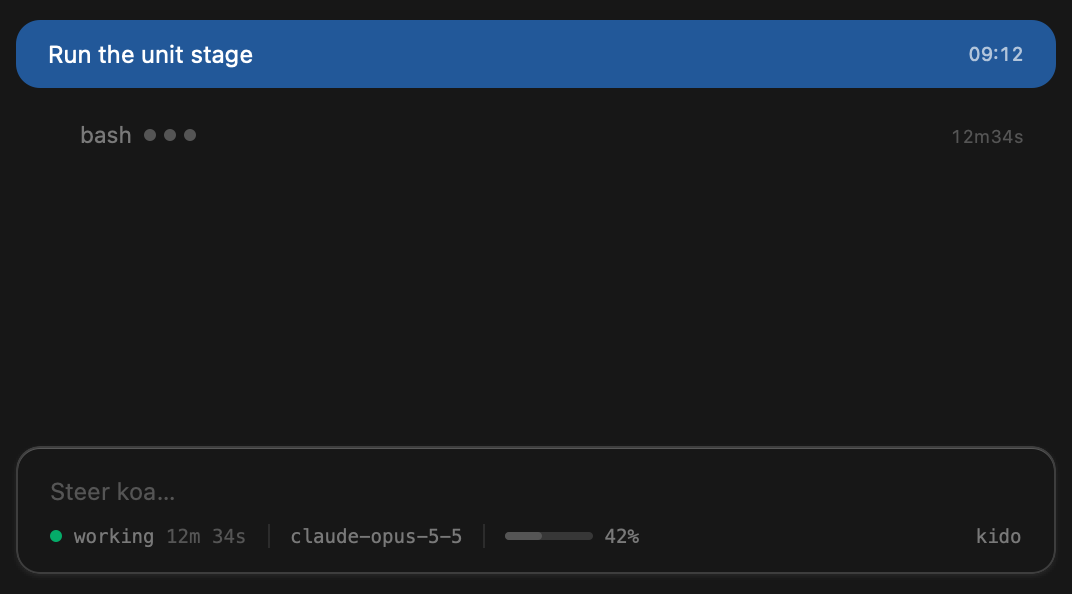 Run the unit stage 09:12
bash 12m34s
Steer koa...
working 12m 34s claude-opus-5-5 42% kido